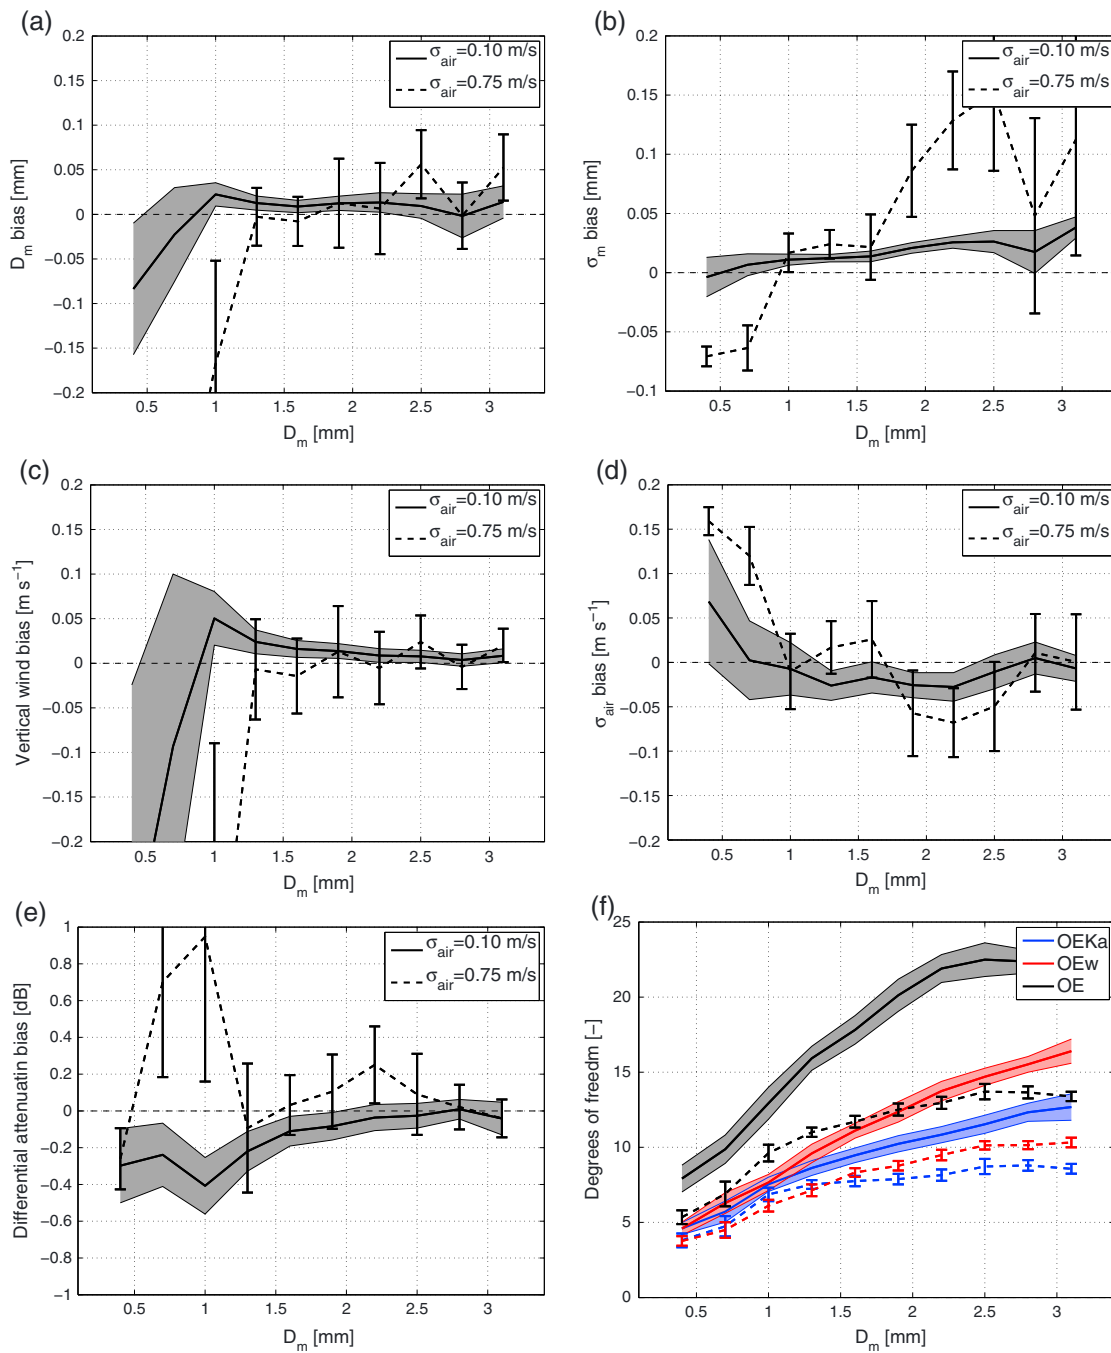 (a)
0.2
0.15
0.1
0.05
0
−0.05
−0.1
−0.15
−0.2
D_m bias [mm]
σ_air=0.10 m/s
σ_air=0.75 m/s
0.5 1 1.5 2 2.5 3
D_m [mm]
(b)
0.2
0.15
0.1
0.05
0
−0.05
−0.1
σ_m bias [mm]
σ_air=0.10 m/s
σ_air=0.75 m/s
0.5 1 1.5 2 2.5 3
D_m [mm]
(c)
0.2
0.15
0.1
0.05
0
−0.05
−0.1
−0.15
−0.2
Vertical wind bias [m s⁻¹]
σ_air=0.10 m/s
σ_air=0.75 m/s
0.5 1 1.5 2 2.5 3
D_m [mm]
(d)
0.2
0.15
0.1
0.05
0
−0.05
−0.1
−0.15
−0.2
σ_air bias [m s⁻¹]
σ_air=0.10 m/s
σ_air=0.75 m/s
0.5 1 1.5 2 2.5 3
D_m [mm]
(e)
1
0.8
0.6
0.4
0.2
0
−0.2
−0.4
−0.6
−0.8
−1
Differential attenuatin bias [dB]
σ_air=0.10 m/s
σ_air=0.75 m/s
0.5 1 1.5 2 2.5 3
D_m [mm]
(f)
25
20
15
10
5
0
Degrees of freedm [−]
OEKa
OEw
OE
0.5 1 1.5 2 2.5 3
D_m [mm]